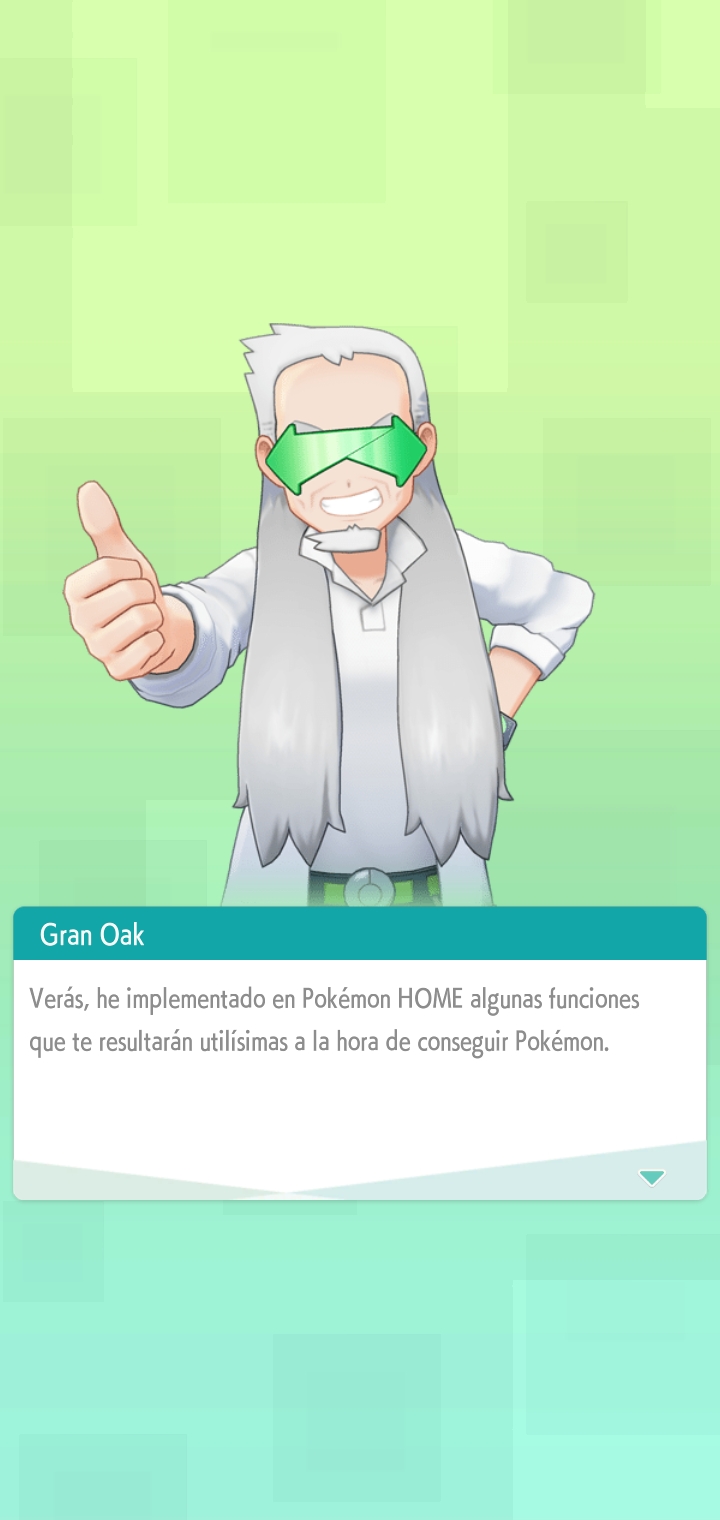 Gran Oak
Verás, he implementado en Pokémon HOME algunas funciones
que te resultarán utilísimas a la hora de conseguir Pokémon.